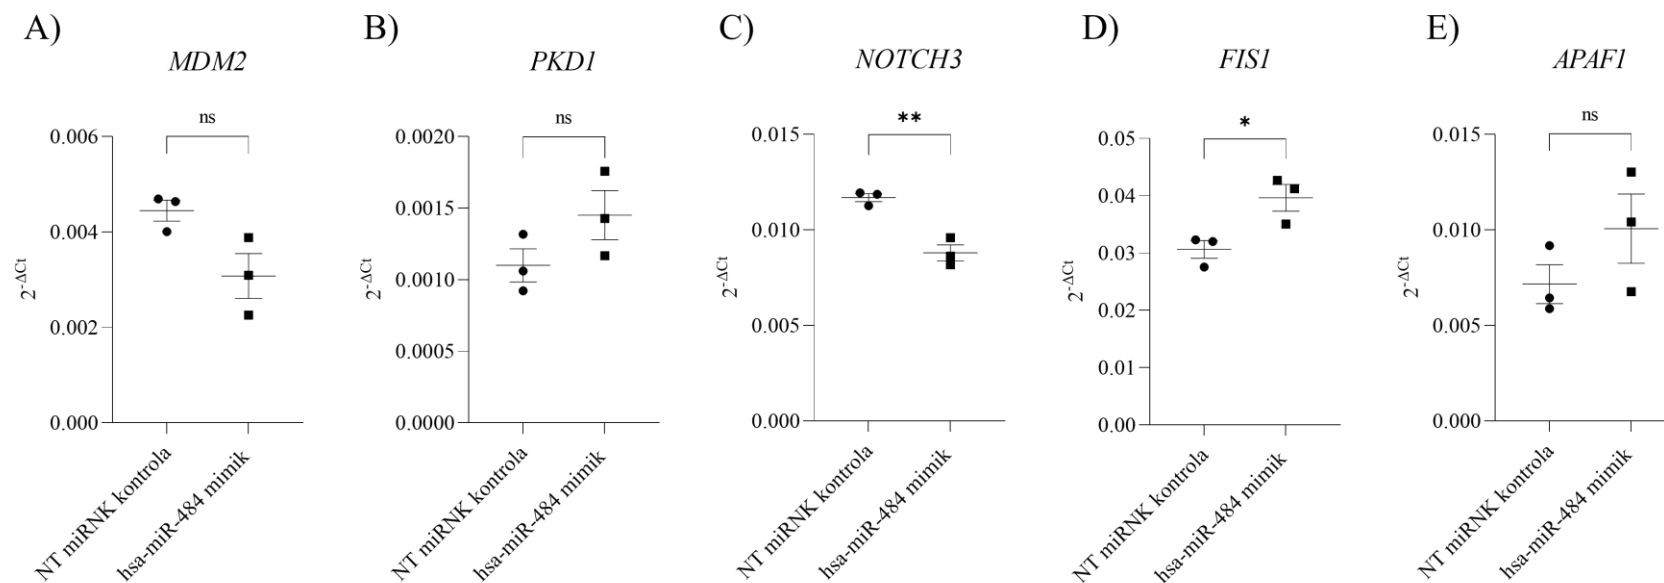 A)
MDM2
ns
0.006
0.004
0.002
0.000
2^-ΔCt
NT miRNK kontrola
hsa-miR-484 mimik
B)
PKD1
ns
0.0020
0.0015
0.0010
0.0005
0.0000
2^-ΔCt
NT miRNK kontrola
hsa-miR-484 mimik
C)
NOTCH3
**
0.015
0.010
0.005
0.000
2^-ΔCt
NT miRNK kontrola
hsa-miR-484 mimik
D)
FIS1
*
0.05
0.04
0.03
0.02
0.01
0.00
2^-ΔCt
NT miRNK kontrola
hsa-miR-484 mimik
E)
APAF1
ns
0.015
0.010
0.005
0.000
2^-ΔCt
NT miRNK kontrola
hsa-miR-484 mimik